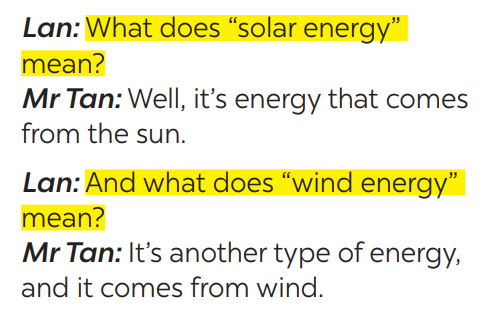 Lan: What does “solar energy”
mean?
Mr Tan: Well, it’s energy that comes
from the sun.
Lan: And what does “wind energy”
mean?
Mr Tan: It’s another type of energy,
and it comes from wind.